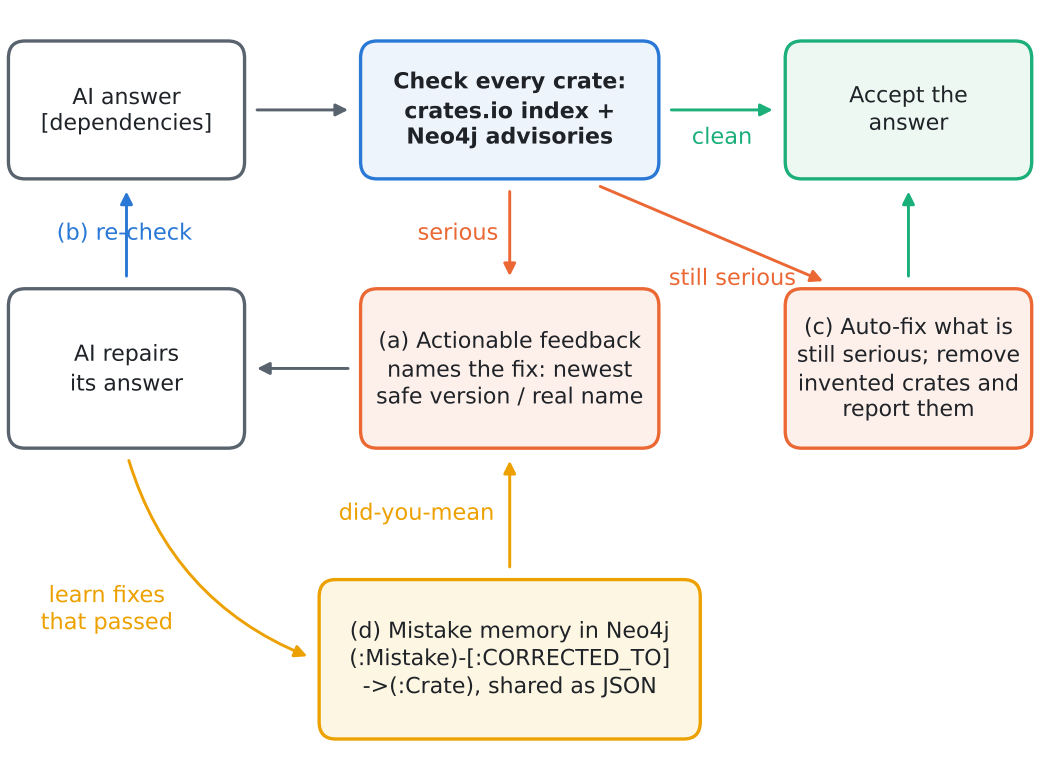 AI answer
[dependencies]
Check every crate:
crates.io index +
Neo4j advisories
clean
Accept the
answer
(b) re-check
serious
still serious
AI repairs
its answer
(a) Actionable feedback
names the fix: newest
safe version / real name
(c) Auto-fix what is
still serious; remove
invented crates and
report them
did-you-mean
learn fixes
that passed
(d) Mistake memory in Neo4j
(:Mistake)-[:CORRECTED_TO]
->(:Crate), shared as JSON